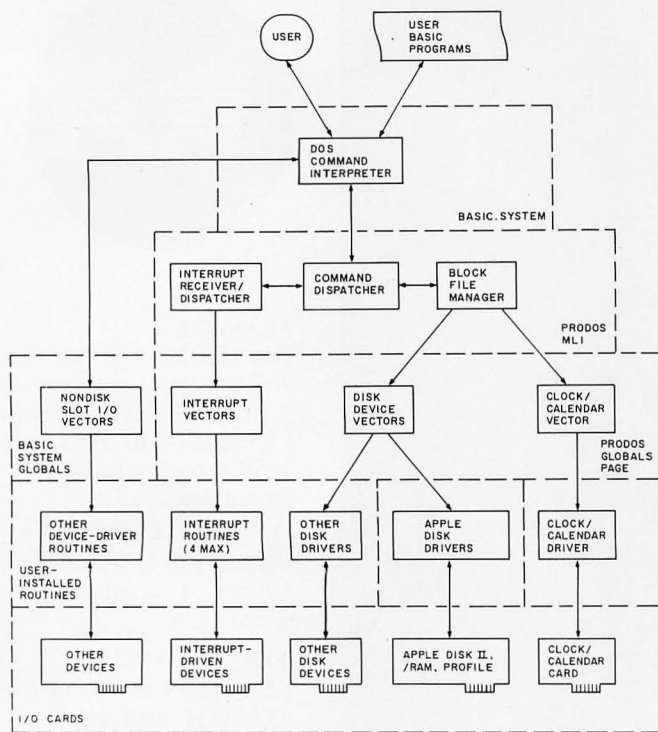 USER
USER
BASIC
PROGRAMS
DOS
COMMAND
INTERPRETER
BASIC.SYSTEM
INTERRUPT
RECEIVER/
DISPATCHER
COMMAND
DISPATCHER
BLOCK
FILE
MANAGER
PRODOS
MLI
NONDISK
SLOT I/O
VECTORS
INTERRUPT
VECTORS
DISK
DEVICE
VECTORS
CLOCK/
CALENDAR
VECTOR
BASIC
SYSTEM
GLOBALS
PRODOS
GLOBALS
PAGE
OTHER
DEVICE-DRIVER
ROUTINES
INTERRUPT
ROUTINES
(4 MAX)
OTHER
DISK
DRIVERS
APPLE
DISK
DRIVERS
CLOCK/
CALENDAR
DRIVER
USER-
INSTALLED
ROUTINES
OTHER
DEVICES
INTERRUPT-
DRIVEN
DEVICES
OTHER
DISK
DEVICES
APPLE DISK II,
/RAM, PROFILE
CLOCK/
CALENDAR
CARD
I/O CARDS